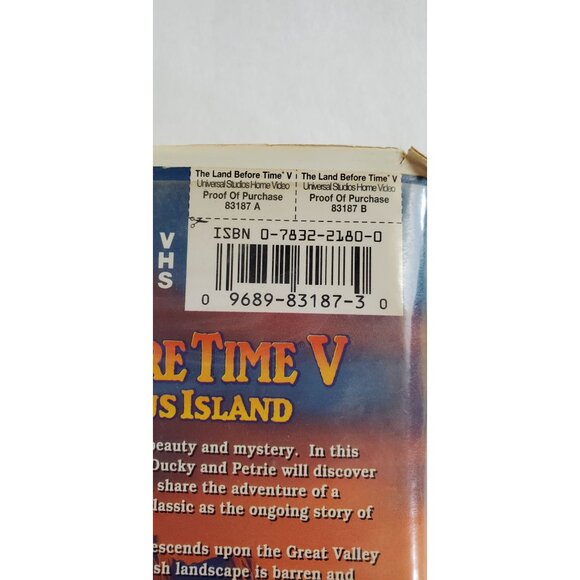 The Land Before Time® V
Universal Studios Home Video
Proof Of Purchase
83187 A
The Land Before Time® V
Universal Studios Home Video
Proof Of Purchase
83187 B
ISBN 0-7832-2180-0
0 9689-83187-3 0
VHS
RE TIME® V
US ISLAND
beauty and mystery. In this
Ducky and Petrie will discover
share the adventure of a
classic as the ongoing story of
escends upon the Great Valley
sh landscape is barren and